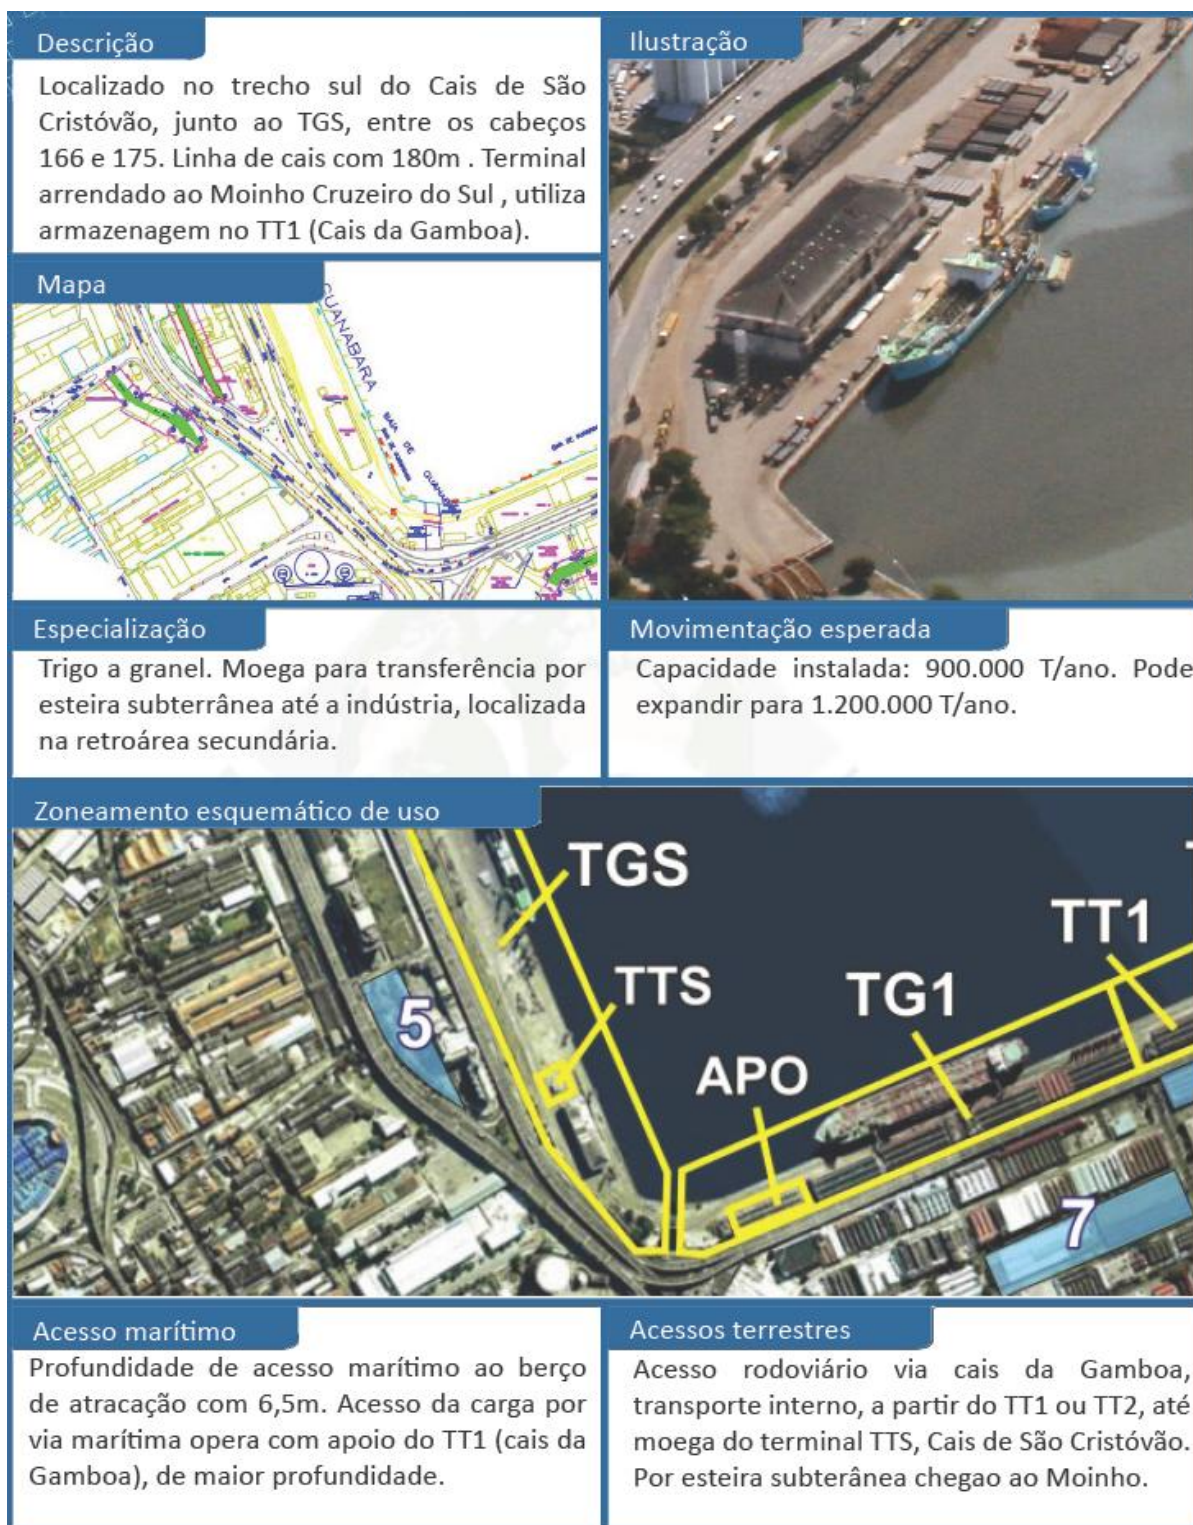 Descrição
Localizado no trecho sul do Cais de São
Cristóvão, junto ao TGS, entre os cabeços
166 e 175. Linha de cais com 180m . Terminal
arrendado ao Moinho Cruzeiro do Sul , utiliza
armazenagem no TT1 (Cais da Gamboa).
Ilustração
Mapa
GUANABARA
BAÍA DE GUANABARA
Especialização
Trigo a granel. Moega para transferência por
esteira subterrânea até a indústria, localizada
na retroárea secundária.
Movimentação esperada
Capacidade instalada: 900.000 T/ano. Pode
expandir para 1.200.000 T/ano.
Zoneamento esquemático de uso
TGS
TT1
TTS
TG1
5
APO
7
Acesso marítimo
Profundidade de acesso marítimo ao berço
de atracação com 6,5m. Acesso da carga por
via marítima opera com apoio do TT1 (cais da
Gamboa), de maior profundidade.
Acessos terrestres
Acesso rodoviário via cais da Gamboa,
transporte interno, a partir do TT1 ou TT2, até
moega do terminal TTS, Cais de São Cristóvão.
Por esteira subterânea chegao ao Moinho.